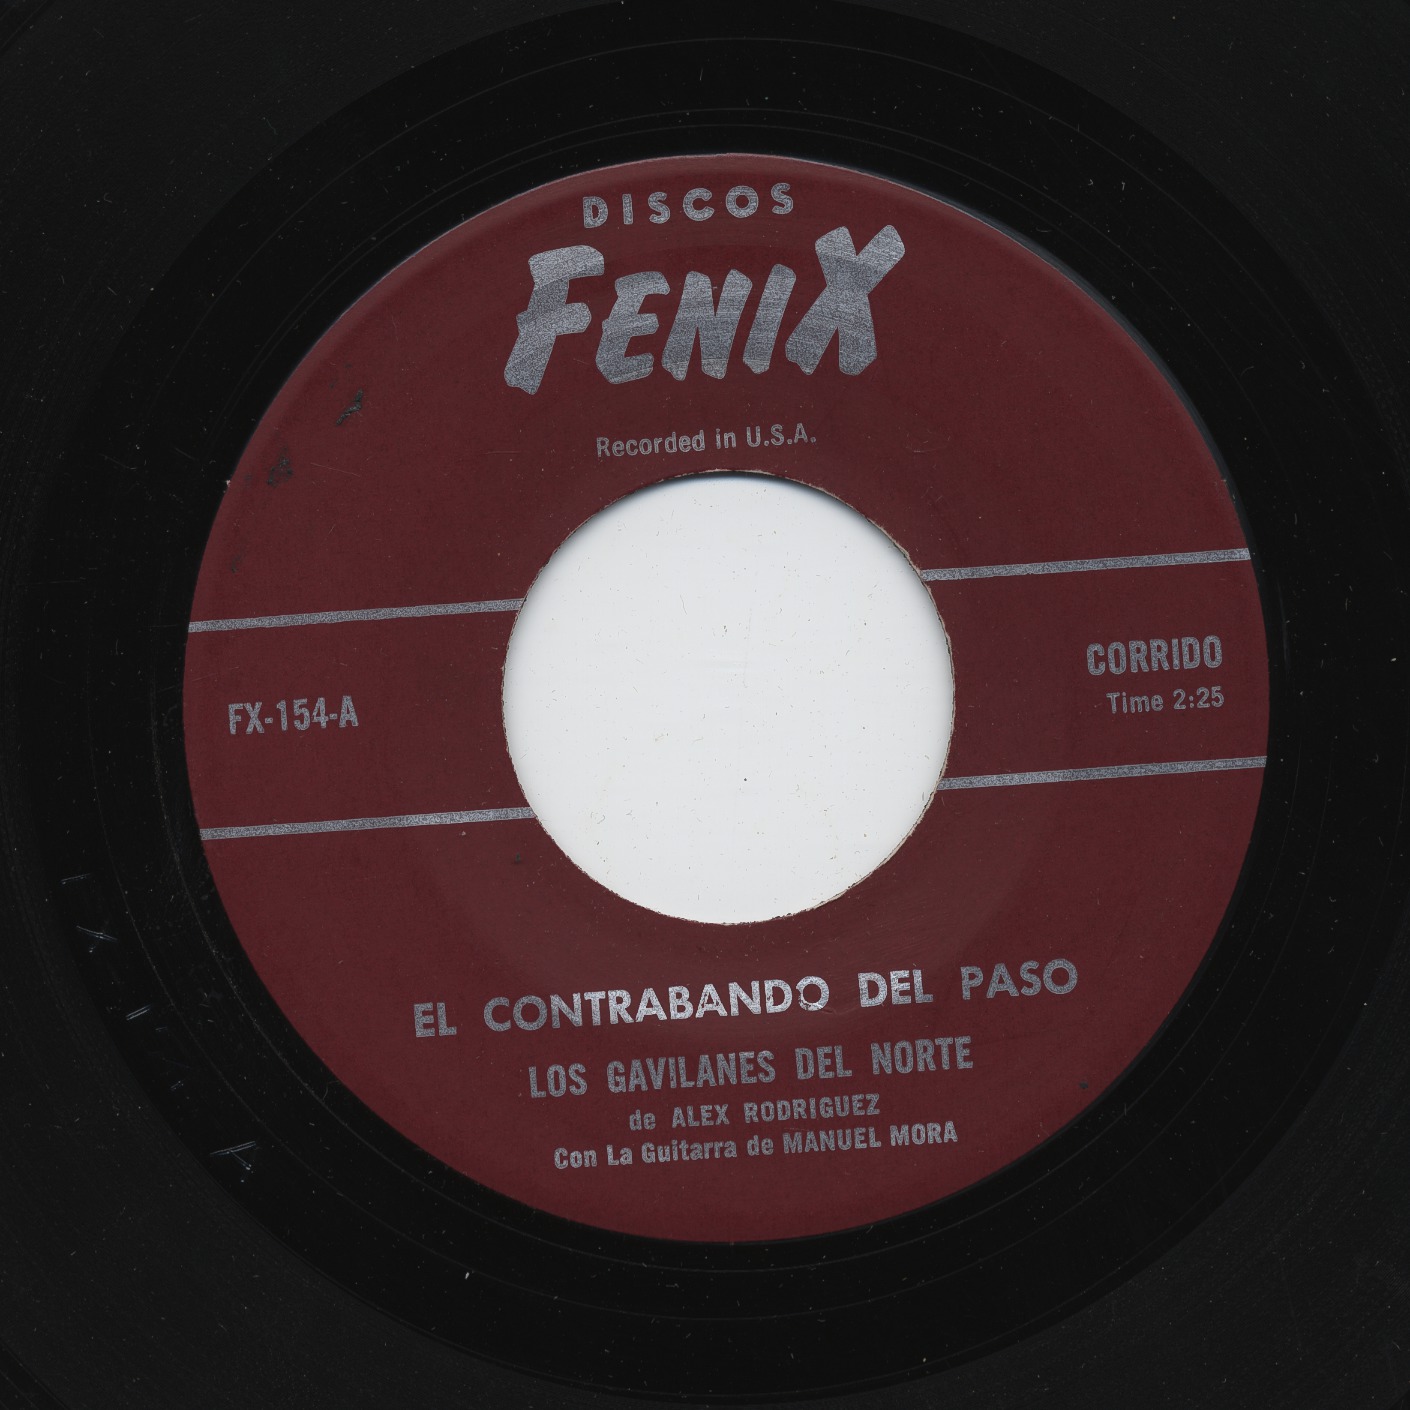 DISCOS
FENIX
Recorded in U.S.A.
FX-154-A
CORRIDO
Time 2:25
EL CONTRABANDO DEL PASO
LOS GAVILANES DEL NORTE
de ALEX RODRIGUEZ
Con La Guitarra de MANUEL MORA